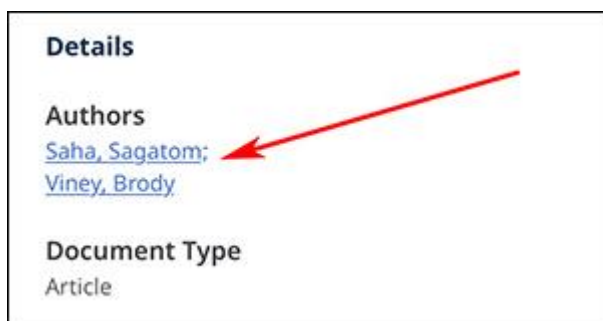 Details
Authors
Saha, Sagatom;
Viney, Brody
Document Type
Article